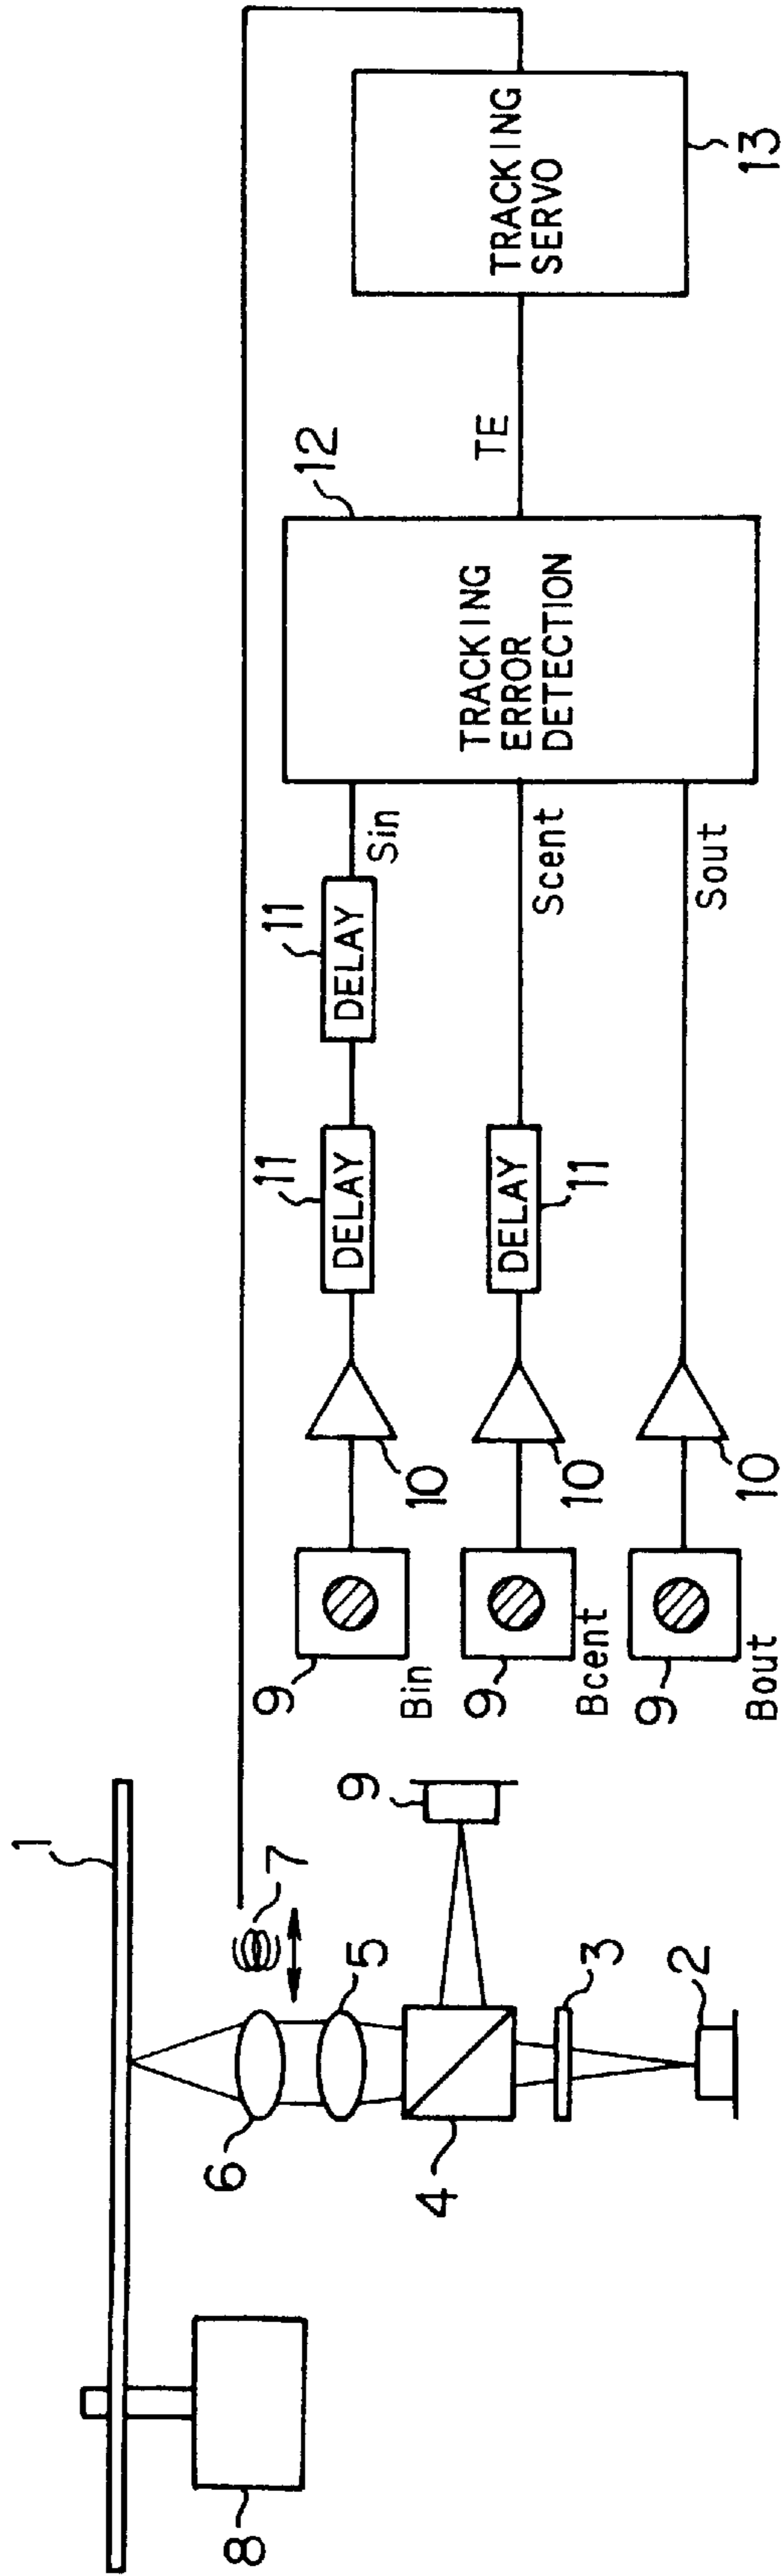 1
8
6
5
7
4
3
2
9
9
Bin
9
Bcent
9
Bout
10
10
10
11
DELAY
11
DELAY
DELAY
11
Sin
Scent
Sout
12
TRACKING
ERROR
DETECTION
TE
TRACKING
SERVO
13